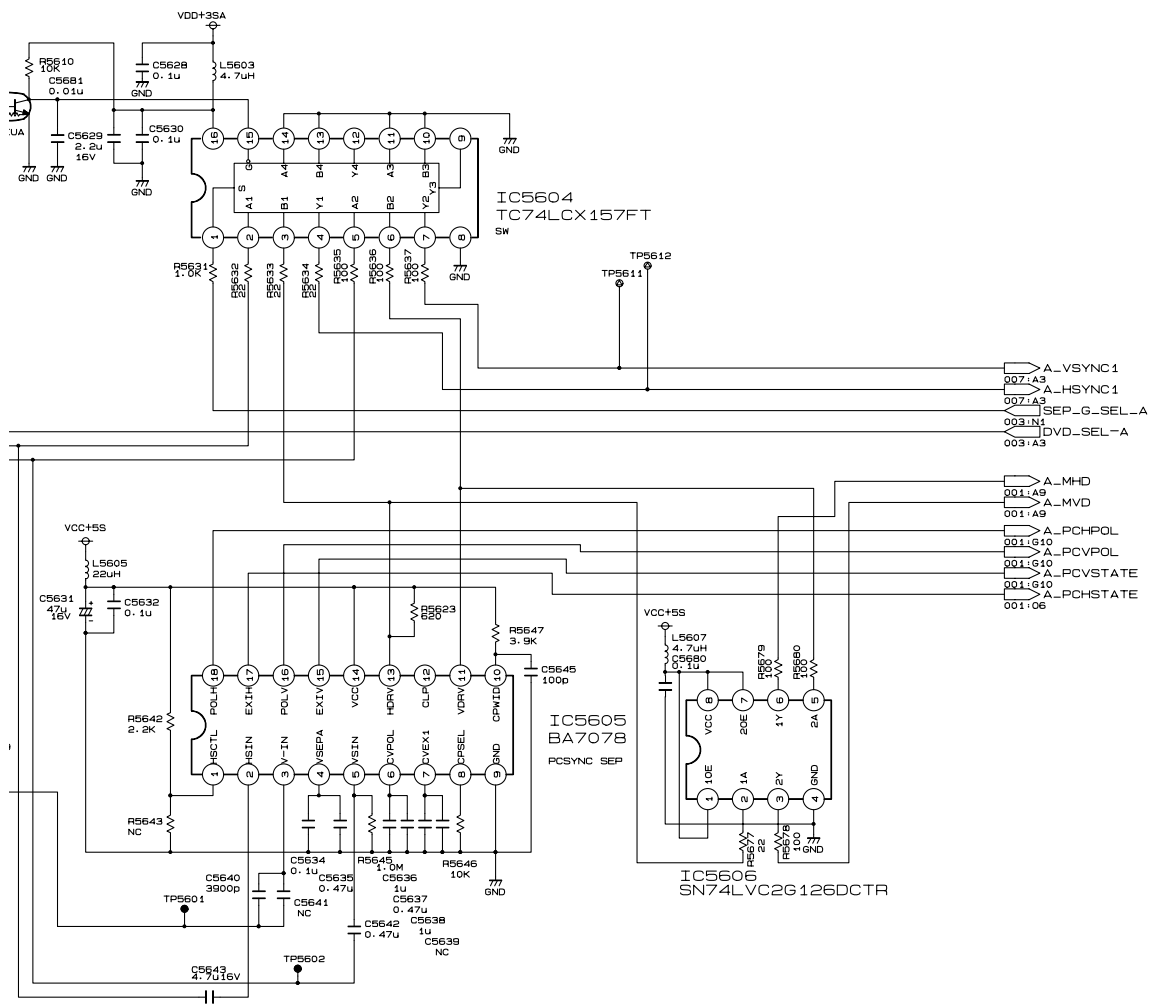 VDD+3SA
R5610
10K
C5681
0.01u
C5628
0.1u
GND
L5603
4.7uH
UA
C5629
2.2u
16V
C5630
0.1u
GND
GND
GND
GND
16
15
14
13
12
11
10
9
G
A4
B4
Y4
A3
B3
Y3
S
A1
B1
Y1
A2
B2
Y2
1
2
3
4
5
6
7
8
IC5604
TC74LCX157FT
SW
R5631
1.0K
R5632
22
R5633
22
R5634
22
R5635
100
R5636
100
R5637
100
GND
TP5611
TP5612
A_VSYNC1
007:A3
A_HSYNC1
007:A3
SEP_G_SEL_A
003:N1
DVD_SEL-A
003:A3
A_MHD
001:A9
A_MVD
001:A9
A_PCHPOL
001:G10
A_PCVPOL
001:G10
A_PCVSTATE
001:G10
A_PCHSTATE
001:O6
VCC+5S
L5605
22uH
C5631
47u
16V
+
-
C5632
0.1u
R5623
620
R5647
3.9K
C5645
100p
R5642
2.2K
R5643
NC
18
17
16
15
14
13
12
11
10
POLH
EXIH
POLV
EXIV
VCC
HDRV
CLP
VDRV
CPWID
HSCTL
HSIN
V-IN
VSEPA
VSIN
CVPOL
CVEX1
CPSEL
GND
1
2
3
4
5
6
7
8
9
IC5605
BA7078
PCSYNC SEP
C5634
0.1u
C5635
0.47u
R5645
1.0M
C5636
1u
C5637
0.47u
C5638
1u
C5639
NC
R5646
10K
GND
C5640
3900p
C5641
NC
C5642
0.47u
TP5601
TP5602
C5643
4.7u16V
VCC+5S
L5607
4.7uH
C5680
0.1u
R5679
100
R5680
100
8
7
6
5
VCC
2OE
1Y
2A
1OE
1A
2Y
GND
1
2
3
4
R5677
22
R5678
100
GND
IC5606
SN74LVC2G126DCTR